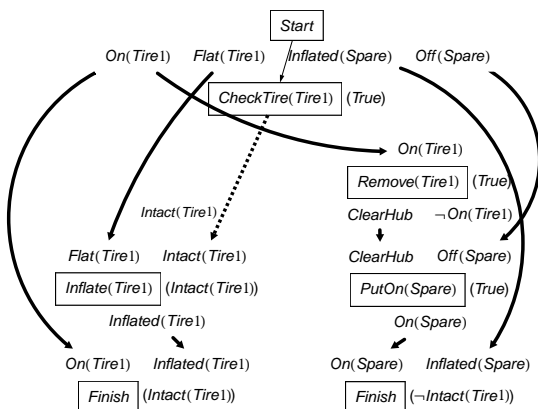 Start
On(Tire1) Flat(Tire1) Inflated(Spare) Off(Spare)
CheckTire(Tire1) (True)
On(Tire1)
Remove(Tire1) (True)
Intact(Tire1) ClearHub ¬On(Tire1)
Flat(Tire1) Intact(Tire1) ClearHub Off(Spare)
Inflate(Tire1) (Intact(Tire1)) PutOn(Spare) (True)
Inflated(Tire1) On(Spare)
On(Tire1) Inflated(Tire1) On(Spare) Inflated(Spare)
Finish (Intact(Tire1)) Finish (¬Intact(Tire1))